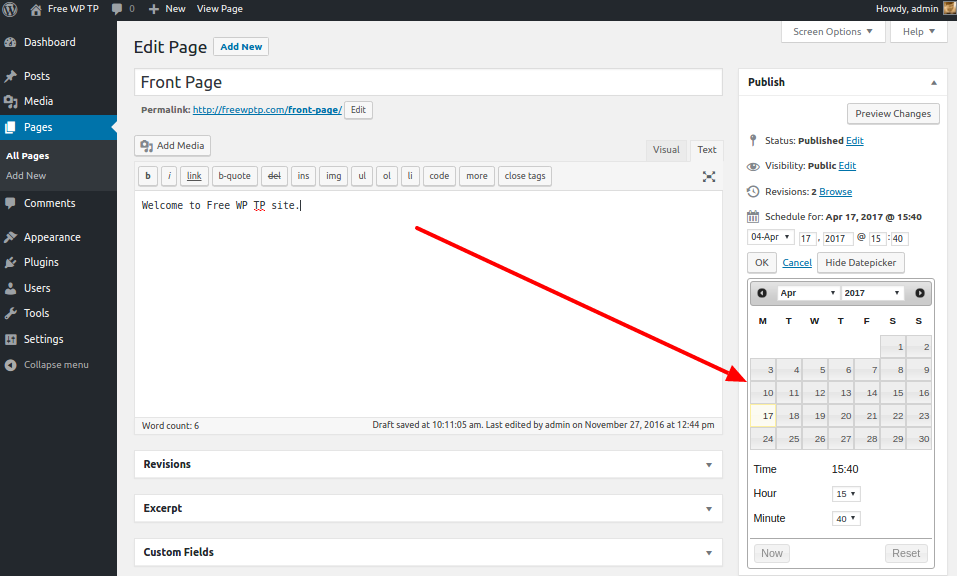 Free WP TP 0 New View Page Howdy, admin
Dashboard
Posts
Media
Pages
All Pages
Add New
Comments
Appearance
Plugins
Users
Tools
Settings
Collapse menu
Screen Options Help
Edit Page Add New
Front Page
Permalink: http://freewptp.com/front-page/ Edit
Add Media Visual Text
b i link b-quote del ins img ul ol li code more close tags
Welcome to Free WP TP site.
Word count: 6 Draft saved at 10:11:05 am. Last edited by admin on November 27, 2016 at 12:44 pm
Revisions
Excerpt
Custom Fields
Publish
Preview Changes
Status: Published Edit
Visibility: Public Edit
Revisions: 2 Browse
Schedule for: Apr 17, 2017 @ 15:40
04-Apr 17 , 2017 @ 15 : 40
OK Cancel Hide Datepicker
Apr 2017
M T W T F S S
1 2
3 4 5 6 7 8 9
10 11 12 13 14 15 16
17 18 19 20 21 22 23
24 25 26 27 28 29 30
Time 15:40
Hour 15
Minute 40
Now Reset